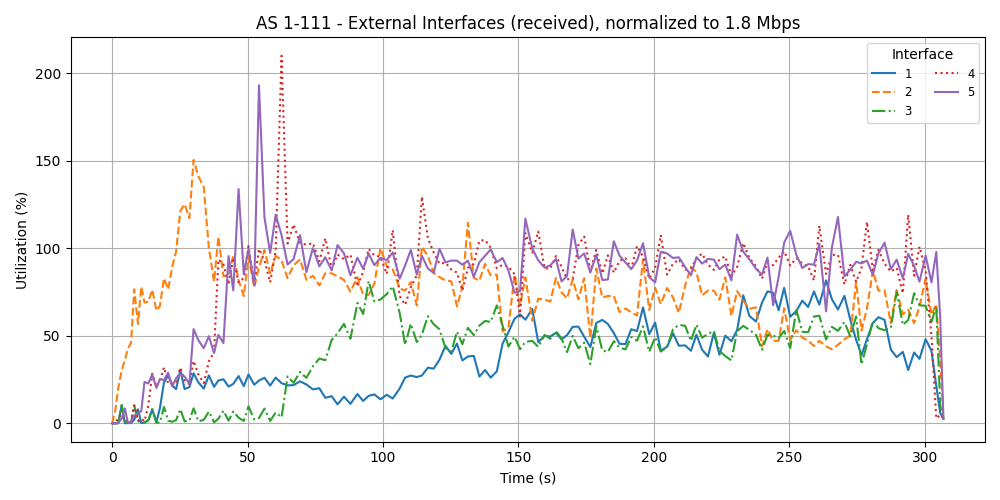 AS 1-111 - External Interfaces (received), normalized to 1.8 Mbps
Utilization (%)
200
150
100
50
0
0 50 100 150 200 250 300
Time (s)
Interface
1 4
2 5
3